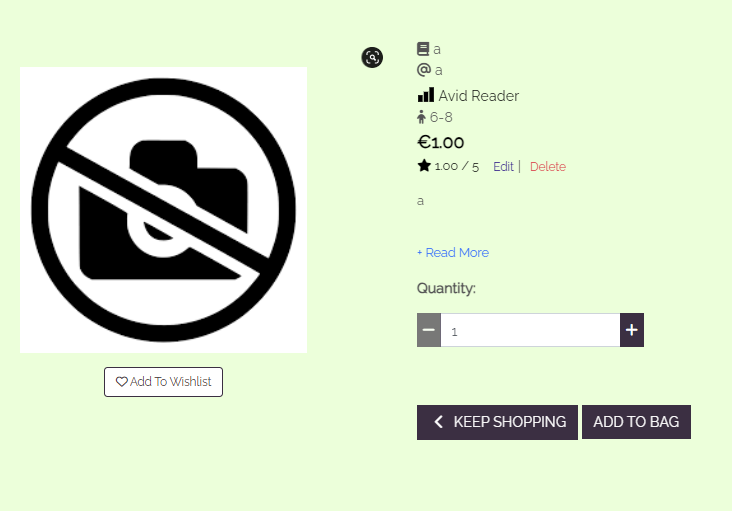 a
a
Avid Reader
6-8
€1.00
1.00 / 5 Edit | Delete
a
+ Read More
Quantity:
1
Add To Wishlist
KEEP SHOPPING ADD TO BAG